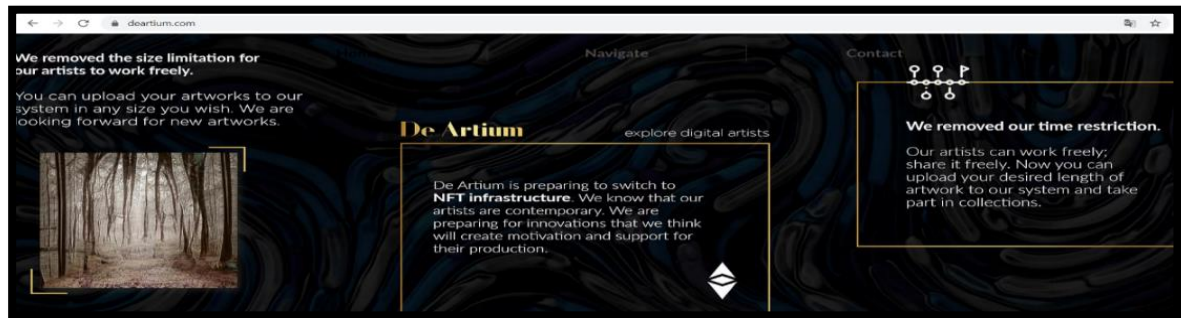 deartium.com
Navigate
Contact
We removed the size limitation for
our artists to work freely.
You can upload your artworks to our
system in any size you wish. We are
looking forward for new artworks.
De Artium
explore digital artists
De Artium is preparing to switch to
NFT infrastructure. We know that our
artists are contemporary. We are
preparing for innovations that we think
will create motivation and support for
their production.
We removed our time restriction.
Our artists can work freely;
share it freely. Now you can
upload your desired length of
artwork to our system and take
part in collections.